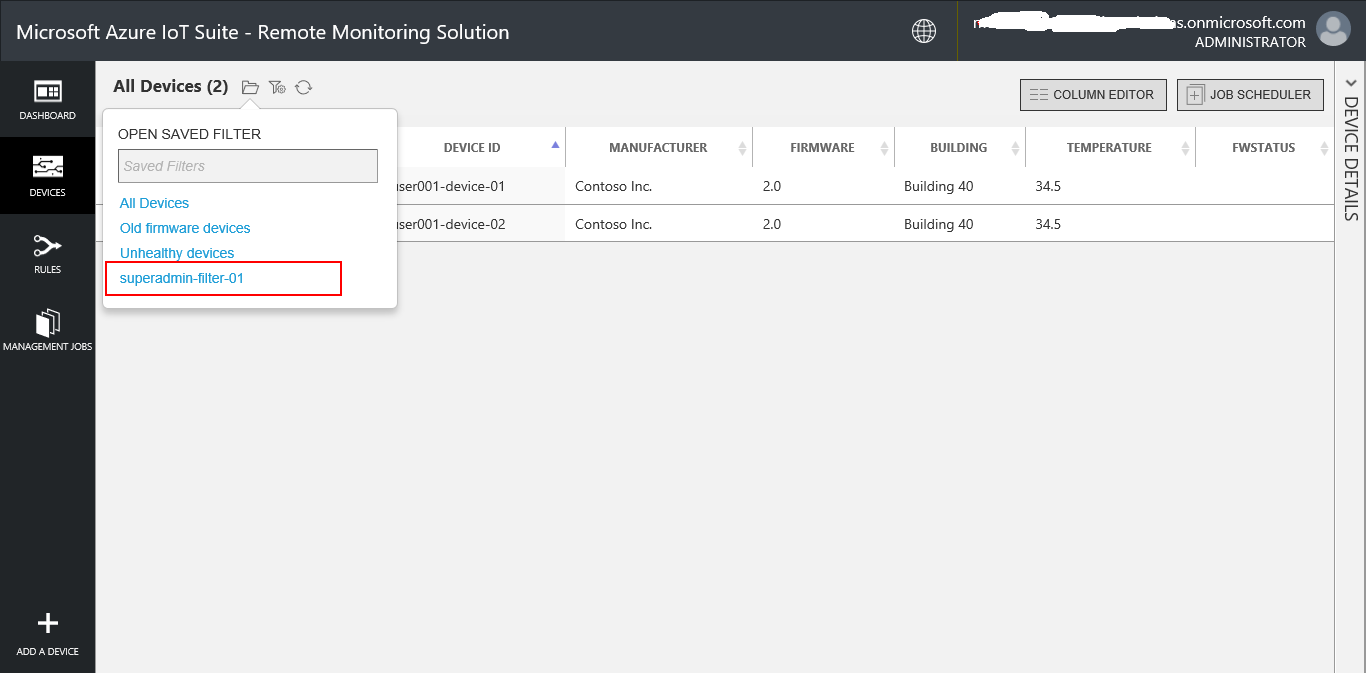 Microsoft Azure IoT Suite - Remote Monitoring Solution
as.onmicrosoft.com
ADMINISTRATOR
DASHBOARD
DEVICES
RULES
MANAGEMENT JOBS
ADD A DEVICE
All Devices (2)
COLUMN EDITOR
JOB SCHEDULER
OPEN SAVED FILTER
Saved Filters
All Devices
Old firmware devices
Unhealthy devices
superadmin-filter-01
DEVICE ID MANUFACTURER FIRMWARE BUILDING TEMPERATURE FWSTATUS
user001-device-01 Contoso Inc. 2.0 Building 40 34.5
user001-device-02 Contoso Inc. 2.0 Building 40 34.5
DEVICE DETAILS